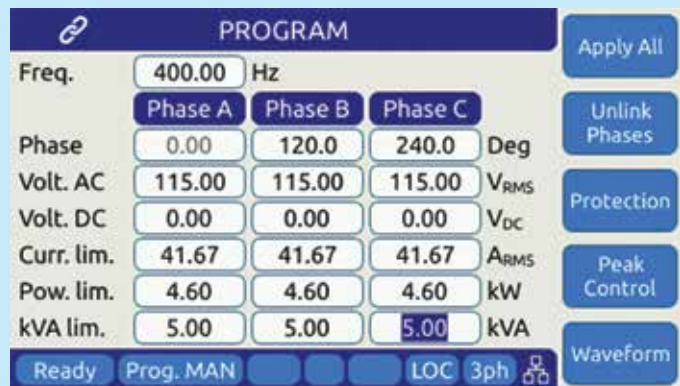 PROGRAM
Apply All
Freq. 400.00 Hz
Phase A Phase B Phase C
Unlink
Phases
Phase 0.00 120.0 240.0 Deg
Volt. AC 115.00 115.00 115.00 VRMS
Protection
Volt. DC 0.00 0.00 0.00 VDC
Curr. lim. 41.67 41.67 41.67 ARMS
Peak
Control
Pow. lim. 4.60 4.60 4.60 kW
kVA lim. 5.00 5.00 5.00 kVA
Waveform
Ready Prog. MAN LOC 3ph